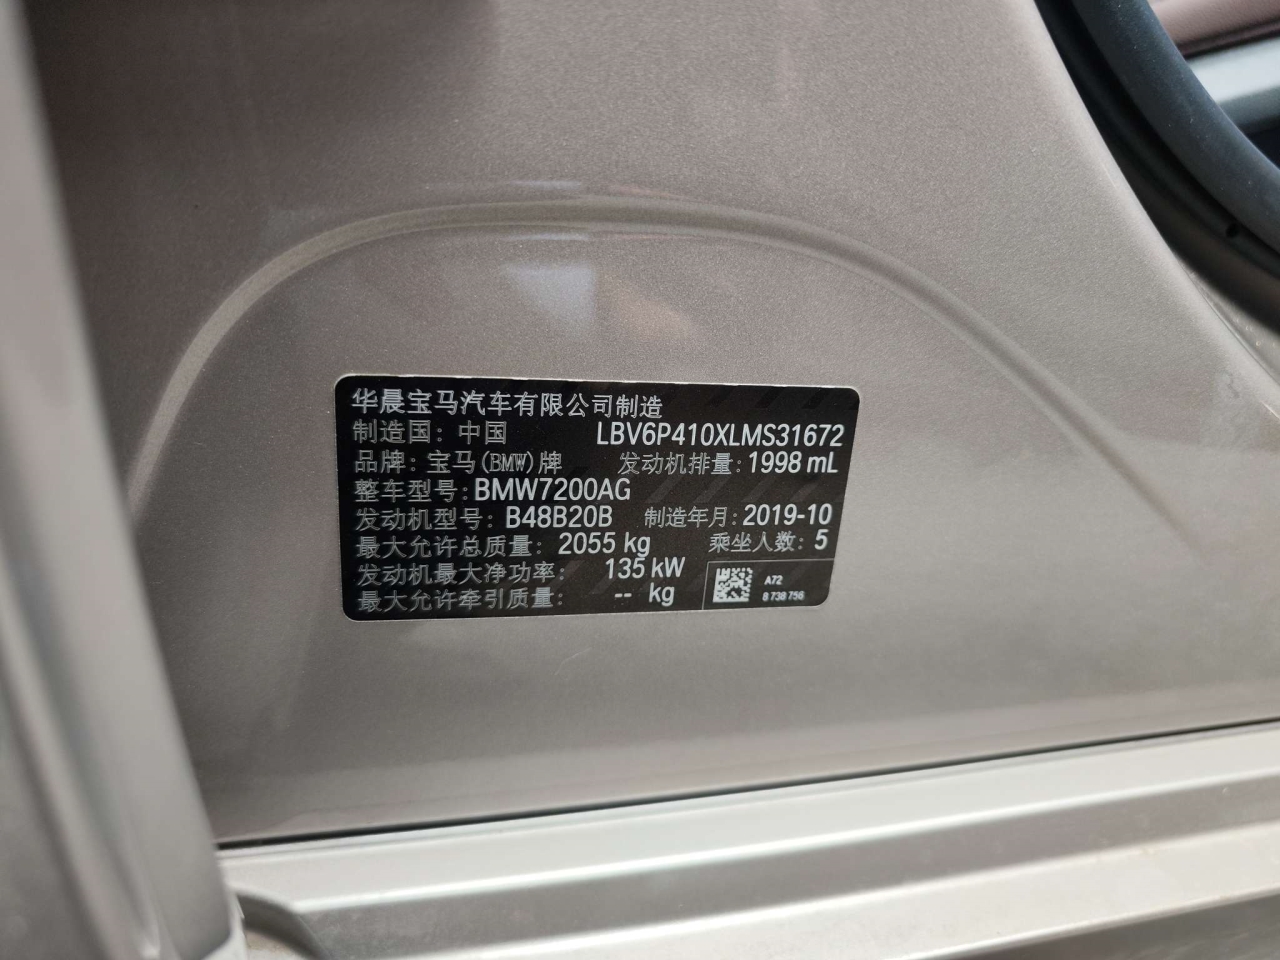 华晨宝马汽车有限公司制造
制造国：中国 LBV6P410XLMS31672
品牌：宝马(BMW)牌 发动机排量：1998 mL
整车型号：BMW7200AG
发动机型号：B48B20B 制造年月：2019-10
最大允许总质量：2055 kg 乘坐人数：5
发动机最大净功率：135 kW
最大允许牵引质量：-- kg
A72
8 738 756